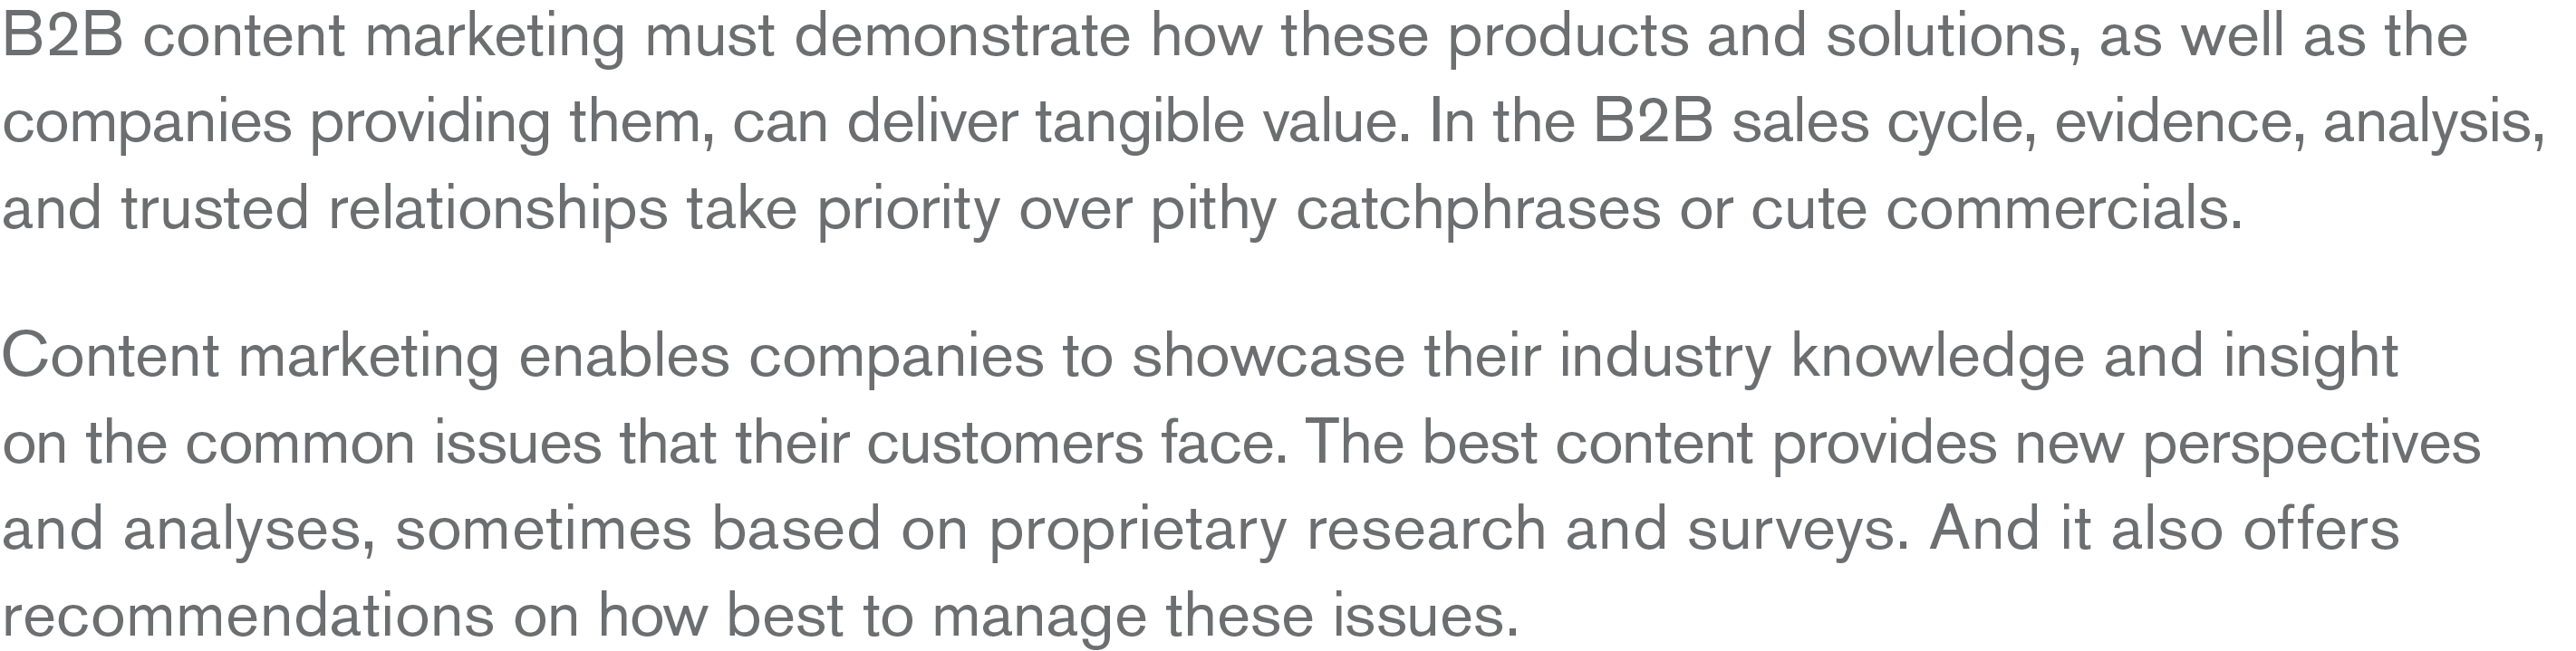 B2B content marketing must demonstrate how these products and solutions, as well as the
companies providing them, can deliver tangible value. In the B2B sales cycle, evidence, analysis,
and trusted relationships take priority over pithy catchphrases or cute commercials.
Content marketing enables companies to showcase their industry knowledge and insight
on the common issues that their customers face. The best content provides new perspectives
and analyses, sometimes based on proprietary research and surveys. And it also offers
recommendations on how best to manage these issues.